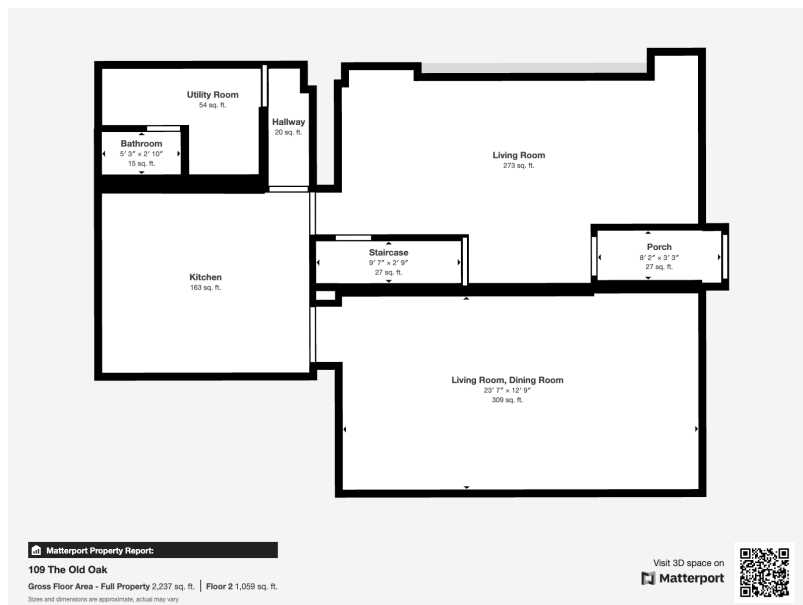 Utility Room
54 sq. ft.
Hallway
20 sq. ft.
Bathroom
5' 3" × 2' 10"
15 sq. ft.
Living Room
273 sq. ft.
Staircase
9' 7" × 2' 9"
27 sq. ft.
Porch
8' 2" × 3' 3"
27 sq. ft.
Kitchen
163 sq. ft.
Living Room, Dining Room
23' 7" × 12' 9"
309 sq. ft.
Matterport Property Report:
109 The Old Oak
Gross Floor Area - Full Property 2,237 sq. ft. | Floor 2 1,059 sq. ft.
Sizes and dimensions are approximate, actual may vary
Visit 3D space on
Matterport